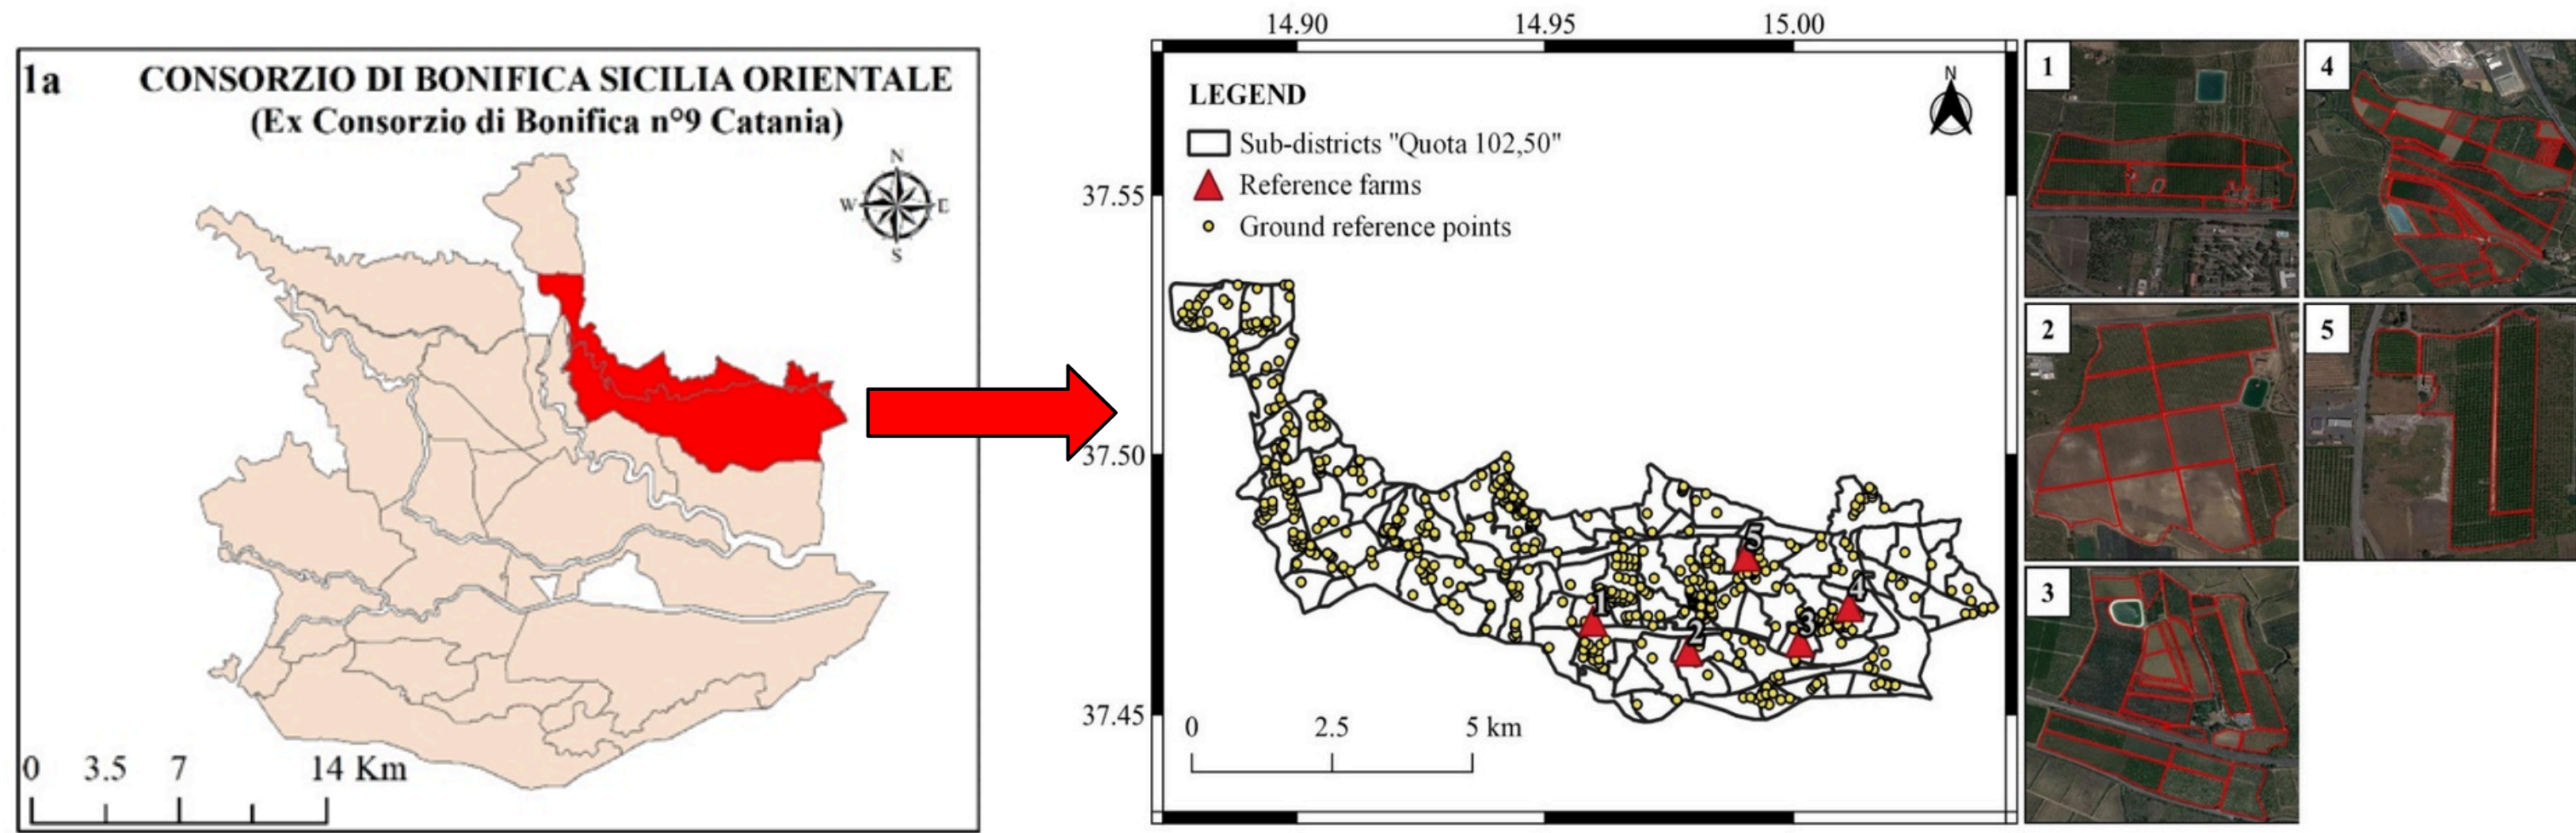 1a
CONSORZIO DI BONIFICA SICILIA ORIENTALE
(Ex Consorzio di Bonifica n°9 Catania)
N
W E
S
0 3.5 7 14 Km
14.90 14.95 15.00
37.55
37.50
37.45
LEGEND
N
Sub-districts "Quota 102,50"
Reference farms
Ground reference points
5
4
1
2
3
0 2.5 5 km
1
4
2
5
3